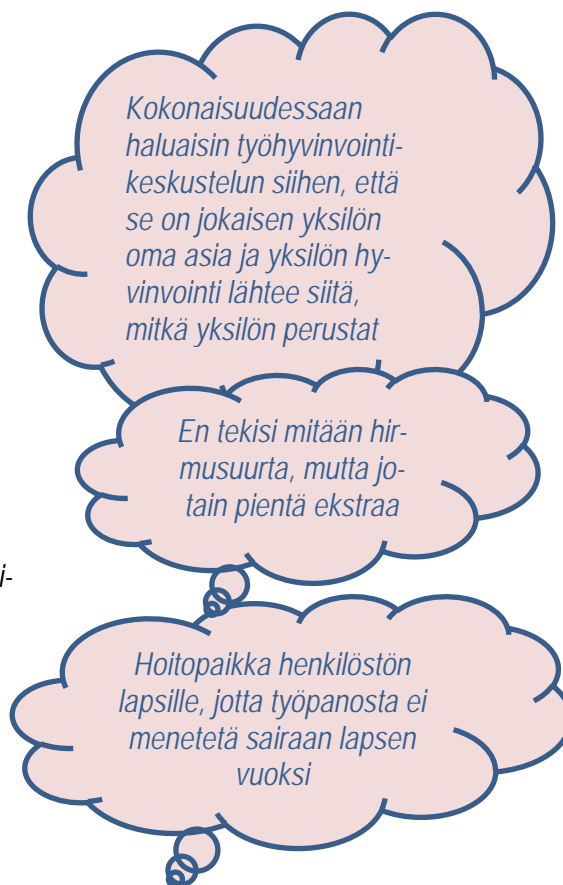 Kokonaisuudessaan
haluaisin työhyvinvointi-
keskustelun siihen, että
se on jokaisen yksilön
oma asia ja yksilön hy-
vinvointi lähtee siitä,
mitkä yksilön perustat
En tekisi mitään hir-
musuurta, mutta jo-
tain pientä ekstraa
i-
Hoitopaikka henkilöstön
lapsille, jotta työpanosta ei
menetetä sairaan lapsen
vuoksi